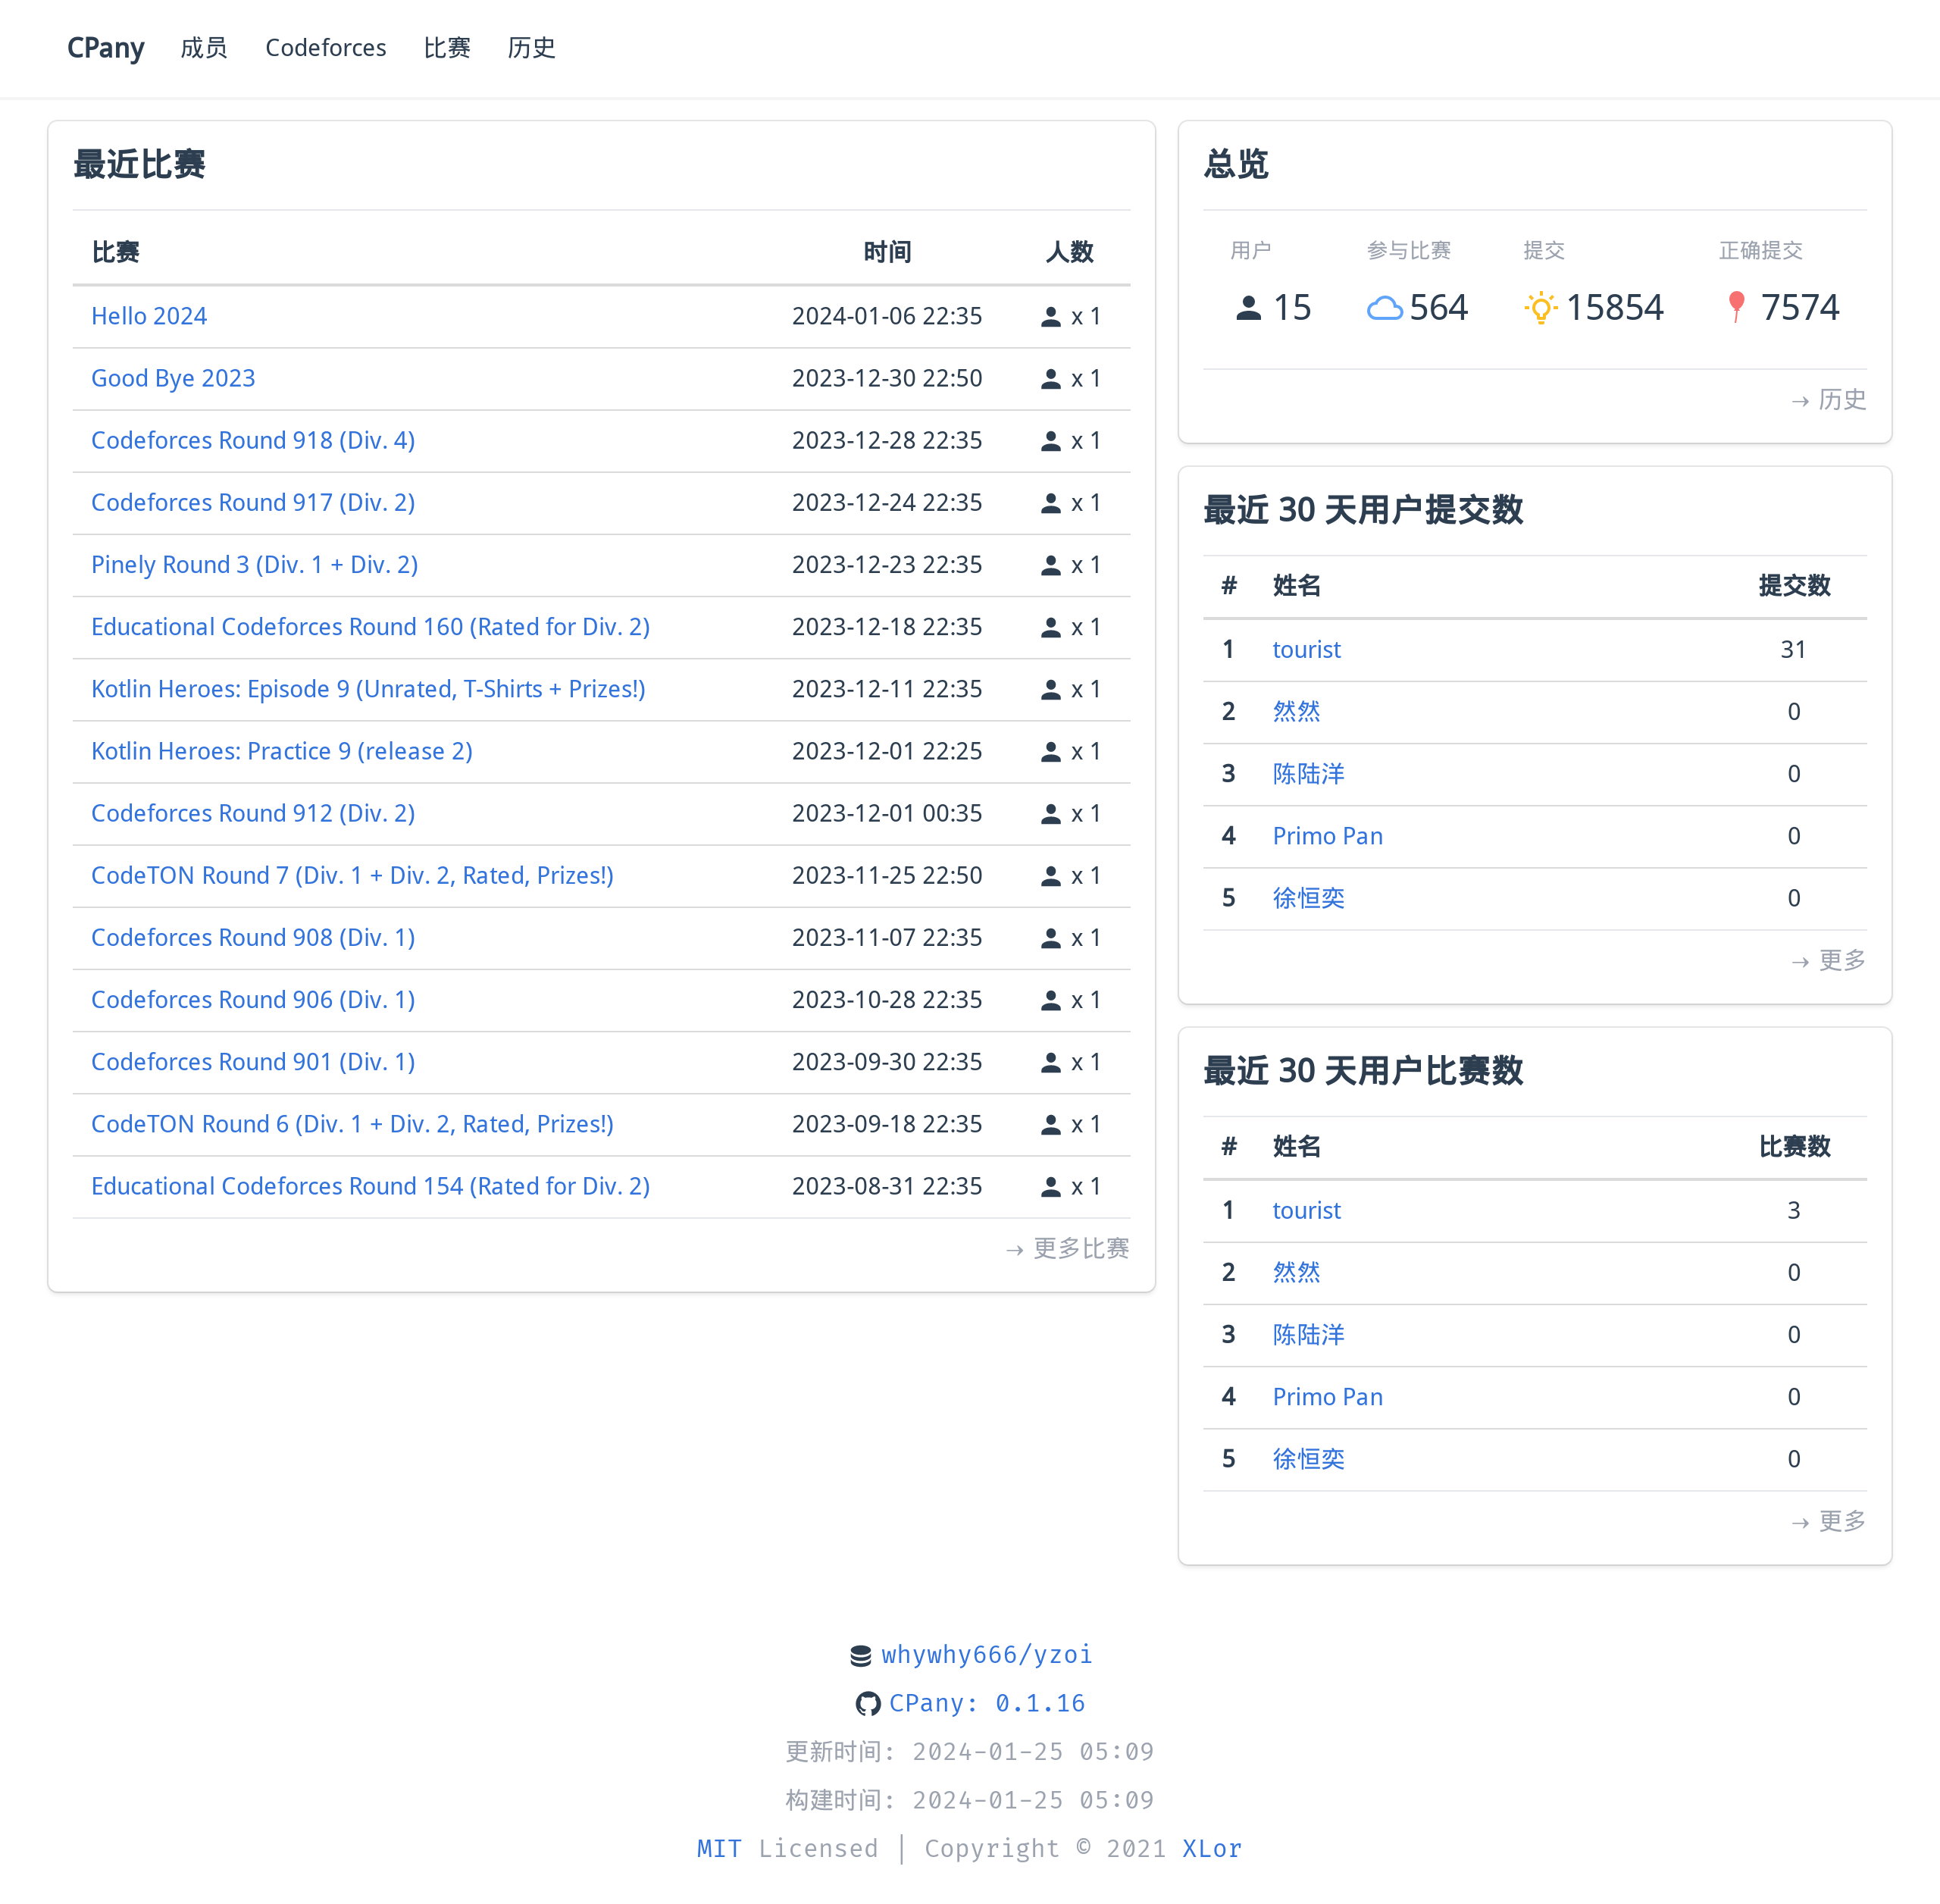 CPany 成员 Codeforces 比赛 历史
最近比赛
比赛 时间 人数
Hello 2024 2024-01-06 22:35 x 1
Good Bye 2023 2023-12-30 22:50 x 1
Codeforces Round 918 (Div. 4) 2023-12-28 22:35 x 1
Codeforces Round 917 (Div. 2) 2023-12-24 22:35 x 1
Pinely Round 3 (Div. 1 + Div. 2) 2023-12-23 22:35 x 1
Educational Codeforces Round 160 (Rated for Div. 2) 2023-12-18 22:35 x 1
Kotlin Heroes: Episode 9 (Unrated, T-Shirts + Prizes!) 2023-12-11 22:35 x 1
Kotlin Heroes: Practice 9 (release 2) 2023-12-01 22:25 x 1
Codeforces Round 912 (Div. 2) 2023-12-01 00:35 x 1
CodeTON Round 7 (Div. 1 + Div. 2, Rated, Prizes!) 2023-11-25 22:50 x 1
Codeforces Round 908 (Div. 1) 2023-11-07 22:35 x 1
Codeforces Round 906 (Div. 1) 2023-10-28 22:35 x 1
Codeforces Round 901 (Div. 1) 2023-09-30 22:35 x 1
CodeTON Round 6 (Div. 1 + Div. 2, Rated, Prizes!) 2023-09-18 22:35 x 1
Educational Codeforces Round 154 (Rated for Div. 2) 2023-08-31 22:35 x 1
→ 更多比赛
总览
用户 参与比赛 提交 正确提交
15 564 15854 7574
→ 历史
最近 30 天用户提交数
# 姓名 提交数
1 tourist 31
2 然然 0
3 陈陆洋 0
4 Primo Pan 0
5 徐恒奕 0
→ 更多
最近 30 天用户比赛数
# 姓名 比赛数
1 tourist 3
2 然然 0
3 陈陆洋 0
4 Primo Pan 0
5 徐恒奕 0
→ 更多
whywhy666/yzoi
CPany: 0.1.16
更新时间: 2024-01-25 05:09
构建时间: 2024-01-25 05:09
MIT Licensed | Copyright © 2021 XLor